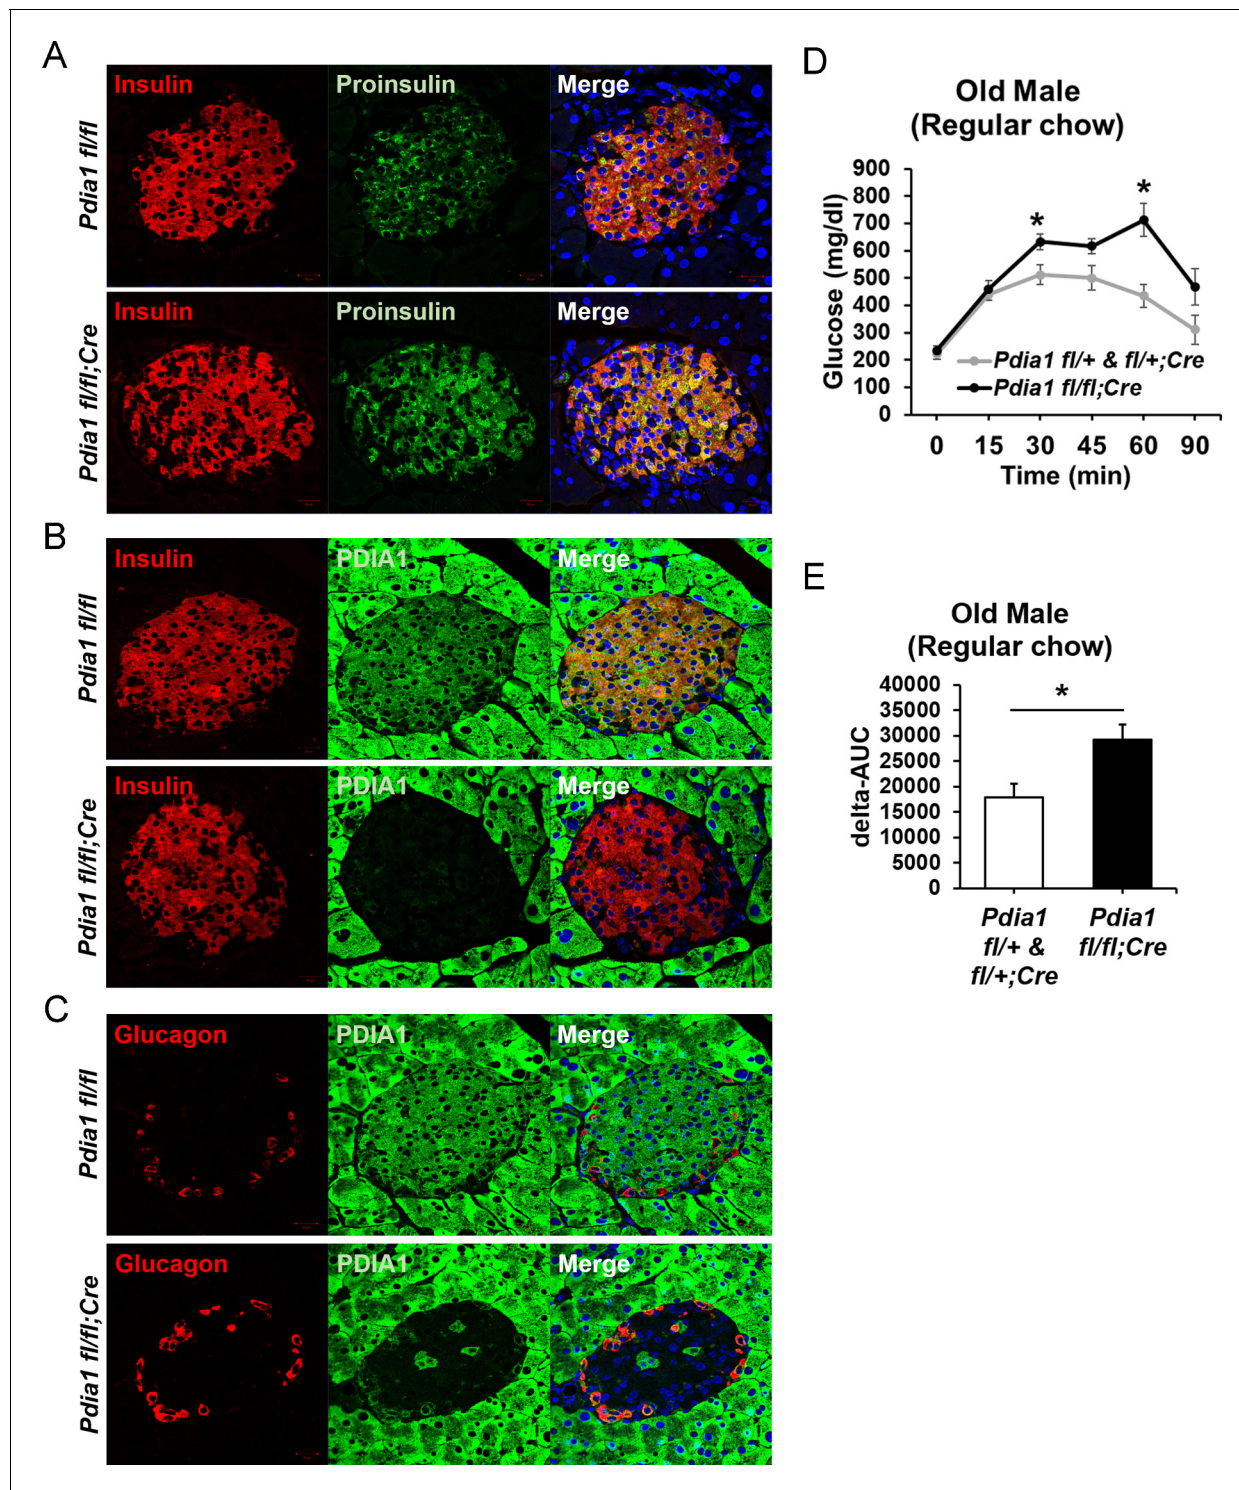 A
Pdia1 fl/fl
Insulin
Proinsulin
Merge
Pdia1 fl/fl;Cre
Insulin
Proinsulin
Merge
B
Pdia1 fl/fl
Insulin
PDIA1
Merge
Pdia1 fl/fl;Cre
Insulin
PDIA1
Merge
C
Pdia1 fl/fl
Glucagon
PDIA1
Merge
Pdia1 fl/fl;Cre
Glucagon
PDIA1
Merge
D
Old Male
(Regular chow)
Glucose (mg/dl)
900
800
700
600
500
400
300
200
100
0
*
*
Pdia1 fl/+ & fl/+;Cre
Pdia1 fl/fl;Cre
0 15 30 45 60 90
Time (min)
E
Old Male
(Regular chow)
delta-AUC
40000
35000
30000
25000
20000
15000
10000
5000
0
*
Pdia1
fl/+ &
fl/+;Cre
Pdia1
fl/fl;Cre